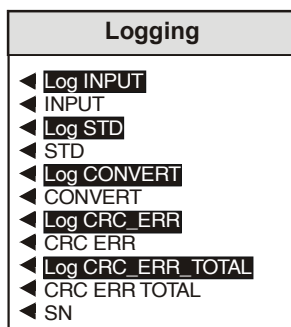 Logging
Log INPUT
INPUT
Log STD
STD
Log CONVERT
CONVERT
Log CRC_ERR
CRC ERR
Log CRC_ERR_TOTAL
CRC ERR TOTAL
SN